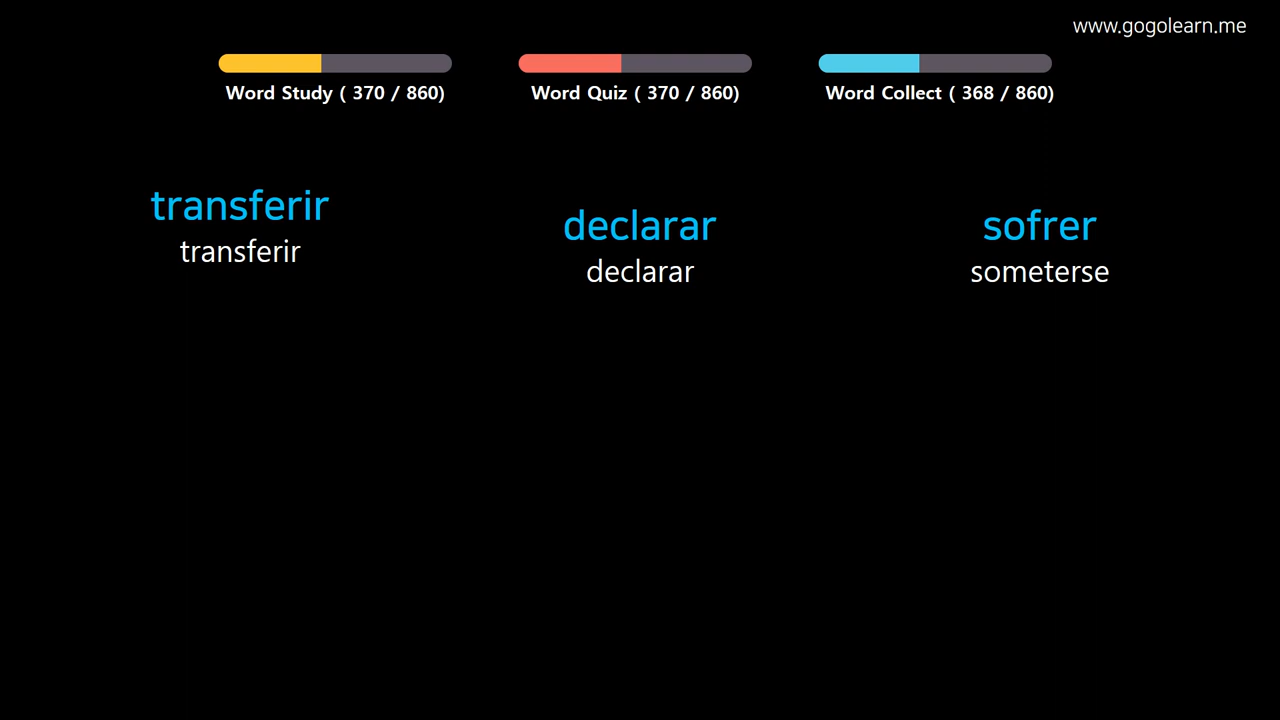 www.gogolearn.me
Word Study ( 370 / 860)
Word Quiz ( 370 / 860)
Word Collect ( 368 / 860)
transferir
transferir
declarar
declarar
sofrer
someterse